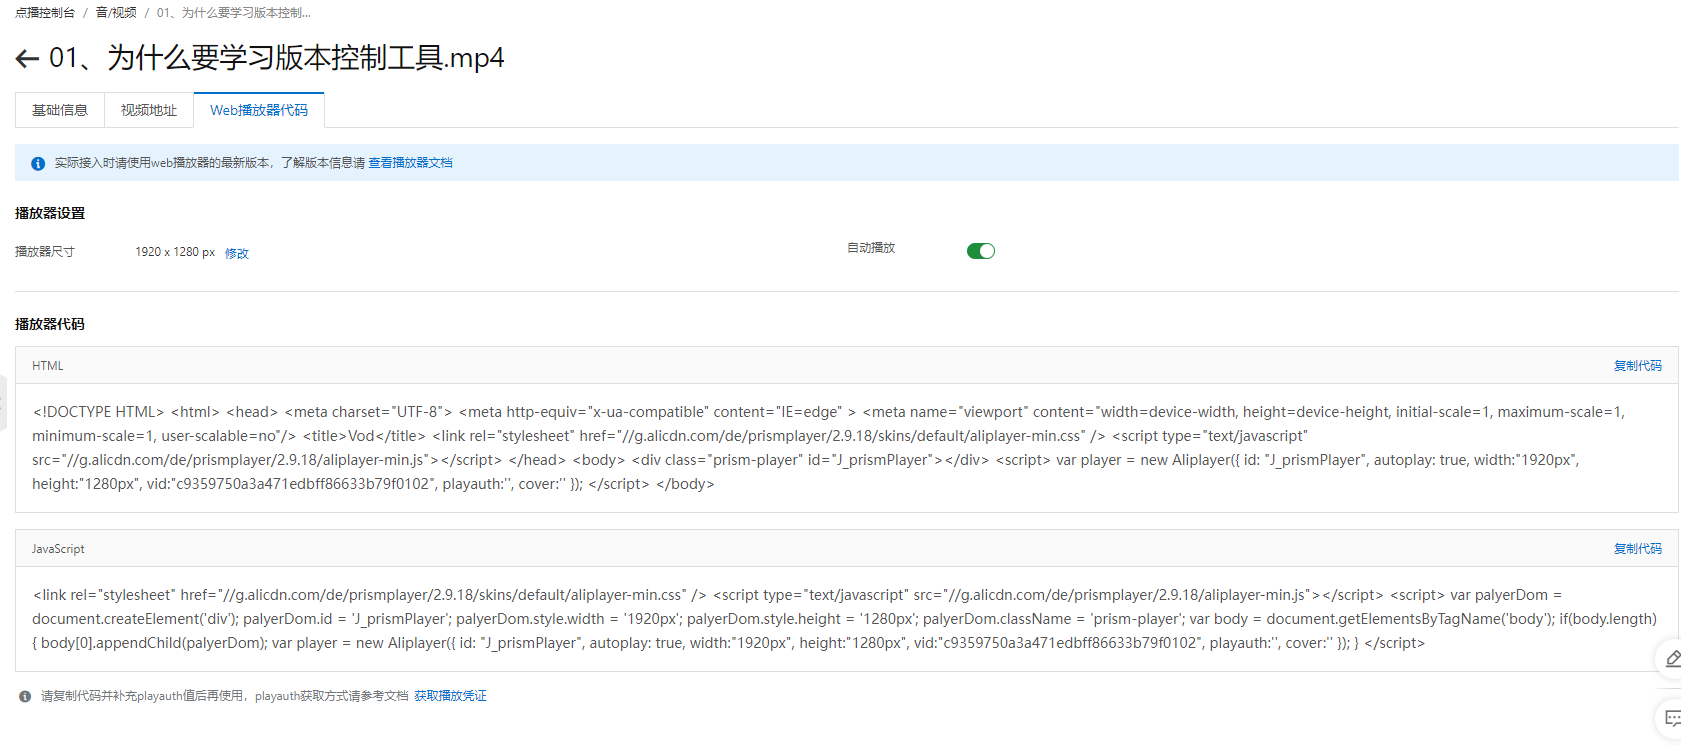 点播控制台 / 音/视频 / 01、为什么要学习版本控制...
01、为什么要学习版本控制工具.mp4
基础信息 视频地址 Web播放器代码
实际接入时请使用web播放器的最新版本，了解版本信息请 查看播放器文档
播放器设置
播放器尺寸 1920 x 1280 px 修改 自动播放
播放器代码
HTML 复制代码
<!DOCTYPE HTML> <html> <head> <meta charset="UTF-8"> <meta http-equiv="x-ua-compatible" content="IE=edge" > <meta name="viewport" content="width=device-width, height=device-height, initial-scale=1, maximum-scale=1,
minimum-scale=1, user-scalable=no"/> <title>Vod</title> <link rel="stylesheet" href="//g.alicdn.com/de/prismplayer/2.9.18/skins/default/aliplayer-min.css" /> <script type="text/javascript"
src="//g.alicdn.com/de/prismplayer/2.9.18/aliplayer-min.js"></script> </head> <body> <div class="prism-player" id="J_prismPlayer"></div> <script> var player = new Aliplayer({ id: "J_prismPlayer", autoplay: true, width:"1920px",
height:"1280px", vid:"c9359750a3a471edbff86633b79f0102", playauth:'', cover:'' }); </script> </body>
JavaScript 复制代码
<link rel="stylesheet" href="//g.alicdn.com/de/prismplayer/2.9.18/skins/default/aliplayer-min.css" /> <script type="text/javascript" src="//g.alicdn.com/de/prismplayer/2.9.18/aliplayer-min.js"></script> <script> var palyerDom =
document.createElement('div'); palyerDom.id = 'J_prismPlayer'; palyerDom.style.width = '1920px'; palyerDom.style.height = '1280px'; palyerDom.className = 'prism-player'; var body = document.getElementsByTagName('body'); if(body.length)
{ body[0].appendChild(palyerDom); var player = new Aliplayer({ id: "J_prismPlayer", autoplay: true, width:"1920px", height:"1280px", vid:"c9359750a3a471edbff86633b79f0102", playauth:'', cover:'' }); } </script>
请复制代码并补充playauth值后再使用，playauth获取方式请参考文档 获取播放凭证